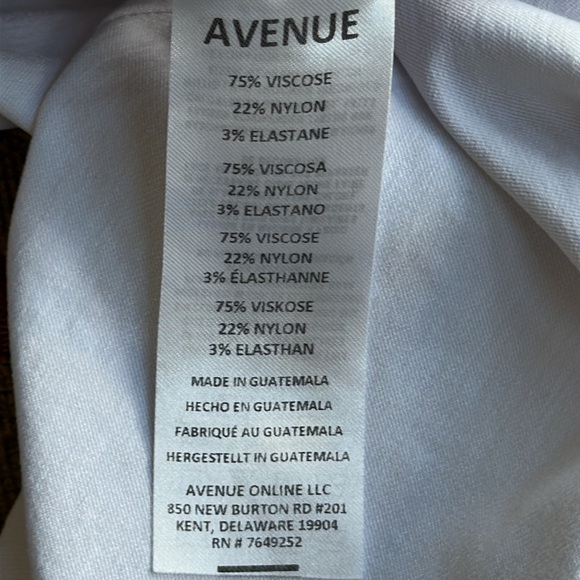 AVENUE
75% VISCOSE
22% NYLON
3% ELASTANE
75% VISCOSA
22% NYLON
3% ELASTANO
75% VISCOSE
22% NYLON
3% ÉLASTHANNE
75% VISKOSE
22% NYLON
3% ELASTHAN
MADE IN GUATEMALA
HECHO EN GUATEMALA
FABRIQUÉ AU GUATEMALA
HERGESTELLT IN GUATEMALA
AVENUE ONLINE LLC
850 NEW BURTON RD #201
KENT, DELAWARE 19904
RN # 7649252